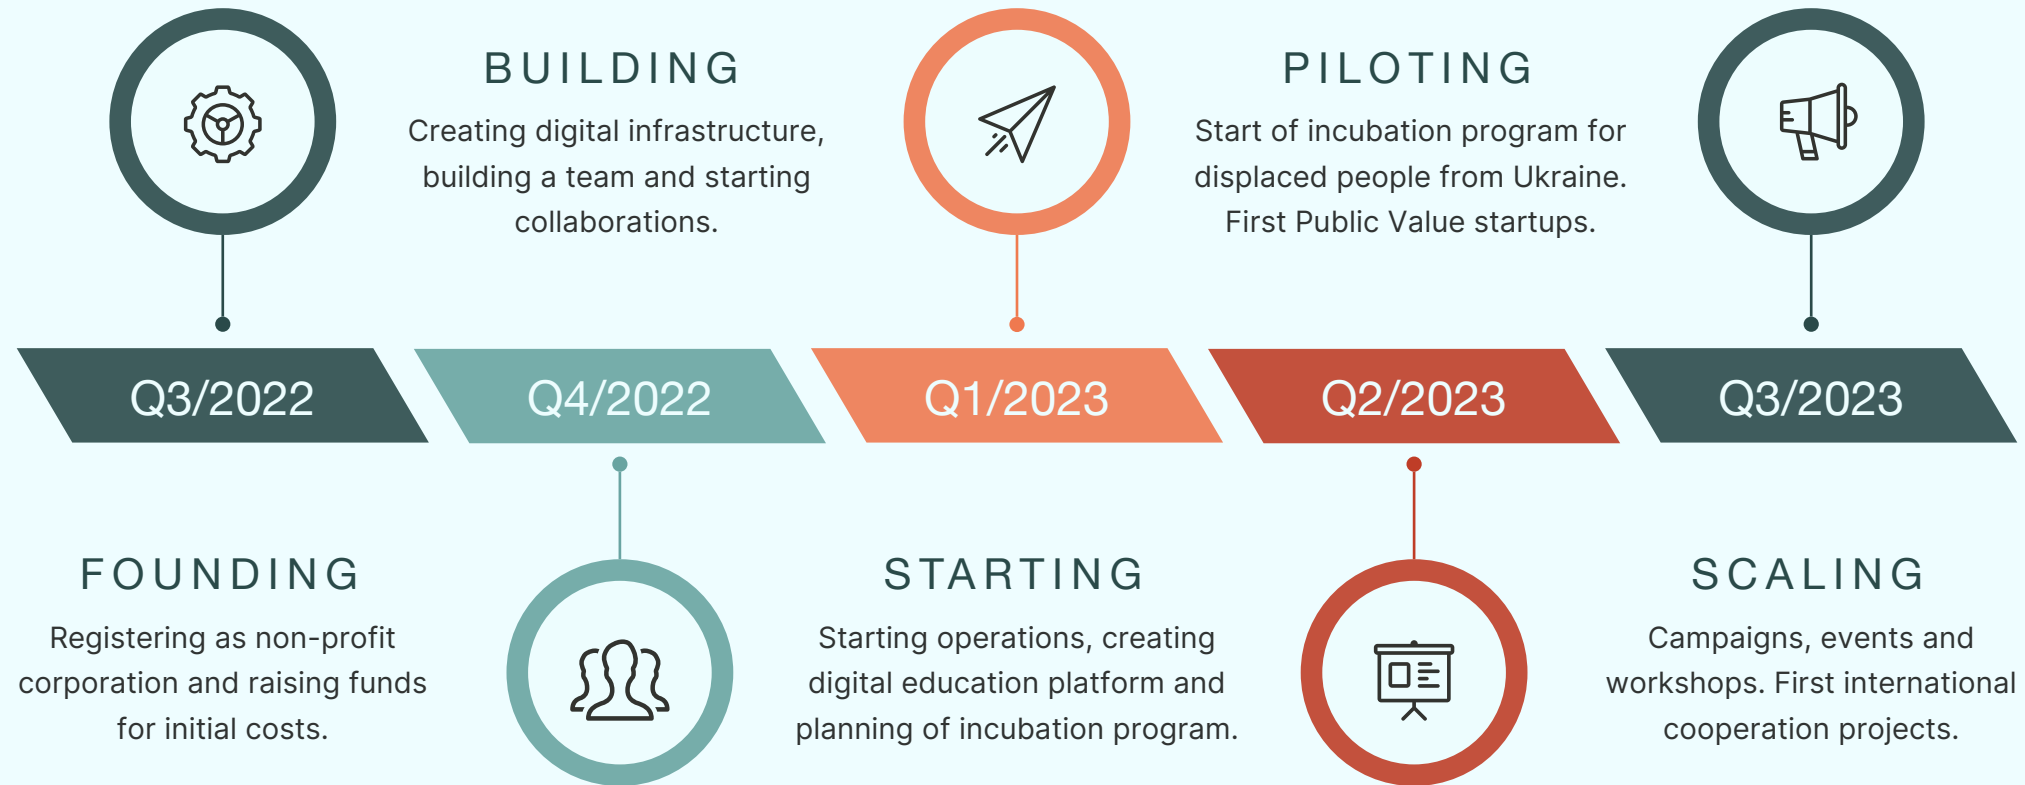 BUILDING
Creating digital infrastructure,
building a team and starting
collaborations.
PILOTING
Start of incubation program for
displaced people from Ukraine.
First Public Value startups.
Q3/2022
Q4/2022
Q1/2023
Q2/2023
Q3/2023
FOUNDING
Registering as non-profit
corporation and raising funds
for initial costs.
STARTING
Starting operations, creating
digital education platform and
planning of incubation program.
SCALING
Campaigns, events and
workshops. First international
cooperation projects.